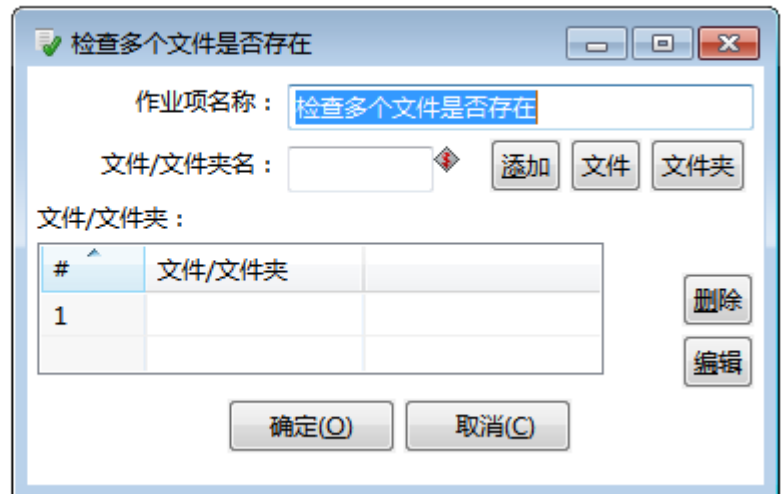 检查多个文件是否存在
作业项名称： 检查多个文件是否存在
文件/文件夹名： 添加 文件 文件夹
文件/文件夹：
# 文件/文件夹
1
删除
编辑
确定(O) 取消(C)